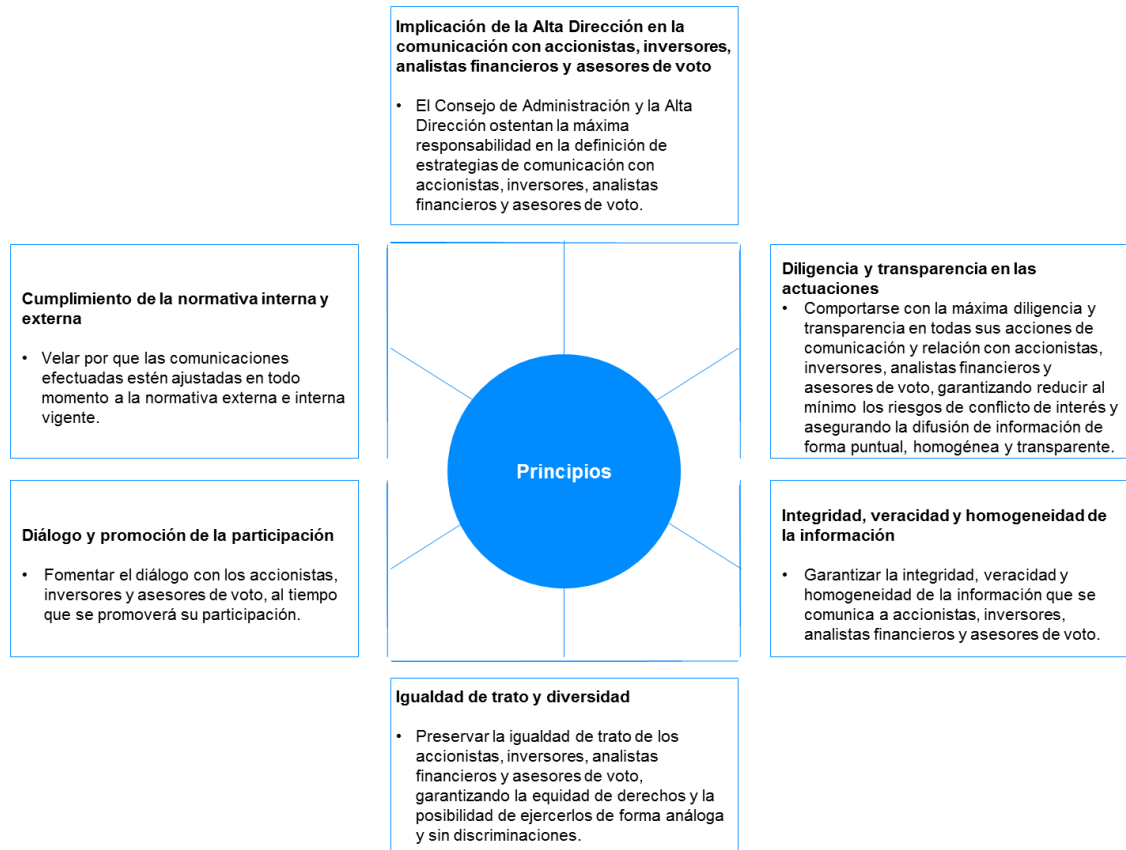 Implicación de la Alta Dirección en la
comunicación con accionistas, inversores,
analistas financieros y asesores de voto
• El Consejo de Administración y la Alta
Dirección ostentan la máxima
responsabilidad en la definición de
estrategias de comunicación con
accionistas, inversores, analistas
financieros y asesores de voto.
Cumplimiento de la normativa interna y
externa
• Velar por que las comunicaciones
efectuadas estén ajustadas en todo
momento a la normativa externa e interna
vigente.
Diligencia y transparencia en las
actuaciones
• Comportarse con la máxima diligencia y
transparencia en todas sus acciones de
comunicación y relación con accionistas,
inversores, analistas financieros y
asesores de voto, garantizando reducir al
mínimo los riesgos de conflicto de interés y
asegurando la difusión de información de
forma puntual, homogénea y transparente.
Principios
Diálogo y promoción de la participación
• Fomentar el diálogo con los accionistas,
inversores y asesores de voto, al tiempo
que se promoverá su participación.
Integridad, veracidad y homogeneidad de
la información
• Garantizar la integridad, veracidad y
homogeneidad de la información que se
comunica a accionistas, inversores,
analistas financieros y asesores de voto.
Igualdad de trato y diversidad
• Preservar la igualdad de trato de los
accionistas, inversores, analistas
financieros y asesores de voto,
garantizando la equidad de derechos y la
posibilidad de ejercerlos de forma análoga
y sin discriminaciones.